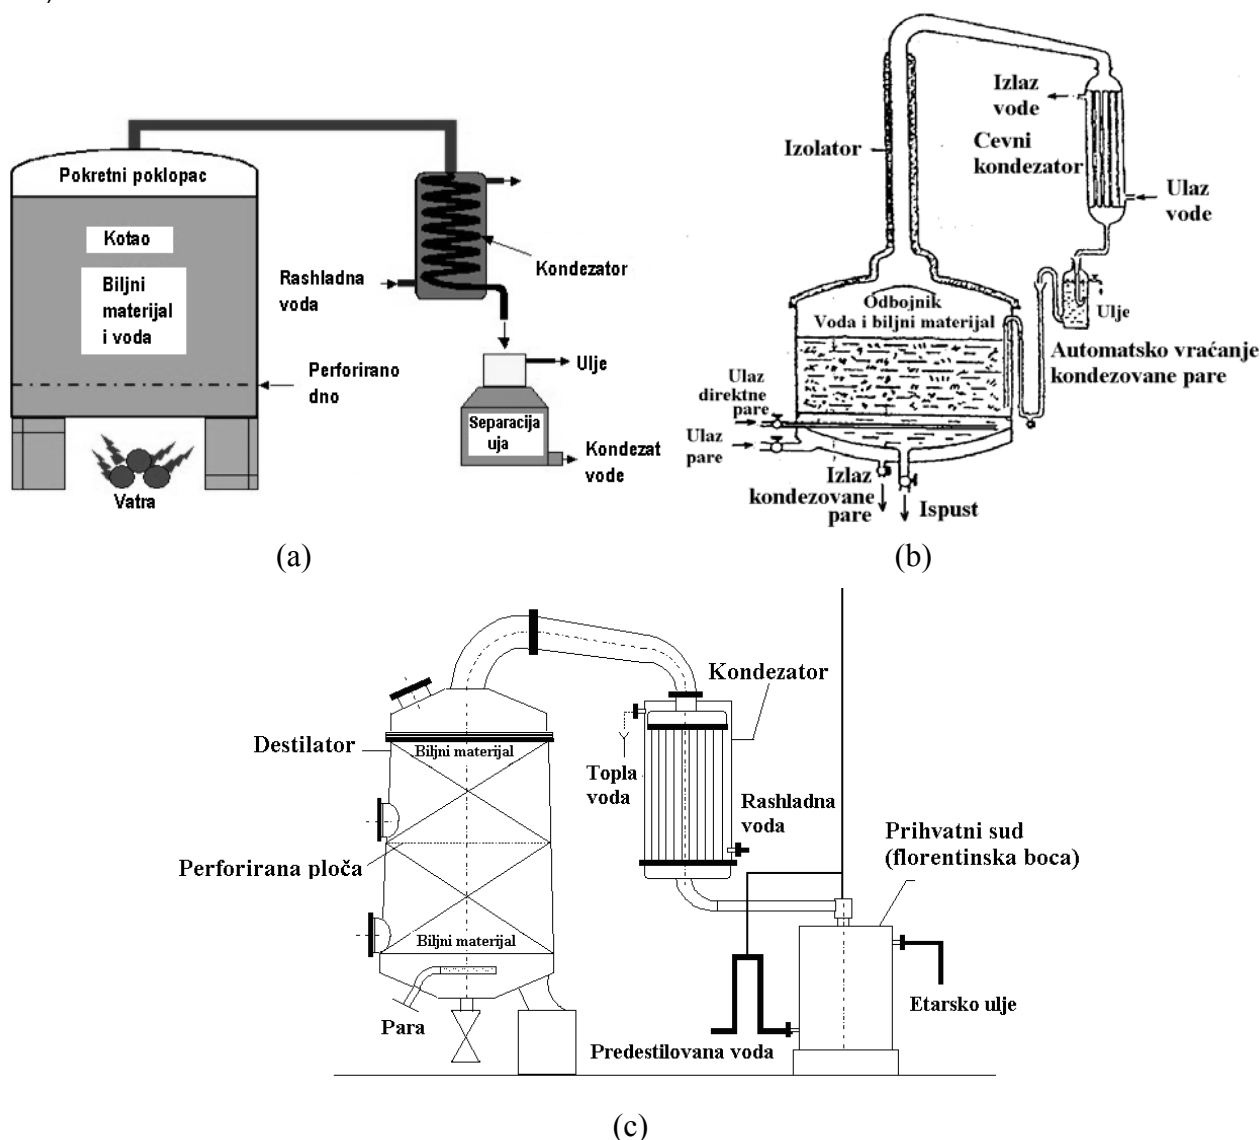 Pokretni poklopac
Kotao
Biljni
materijal
i voda
Rashladna
voda
Kondezator
Perforirano
dno
Ulje
Separacija
uja
Kondezat
vode
Vatra
(a)
Izolator
Izlaz
vode
Cevni
kondezator
Ulaz
vode
Odbojnik
Voda i biljni materijal
Ulje
Automatsko vraćanje
kondezovane pare
Ulaz
direktne
pare
Ulaz
pare
Izlaz
kondezovane
pare
Ispust
(b)
Kondezator
Destilator
Biljni materijal
Topla
voda
Rashladna
voda
Prihvatni sud
(florentinska boca)
Perforirana ploča
Biljni materijal
Para
Etarsko ulje
Predestilovana voda
(c)